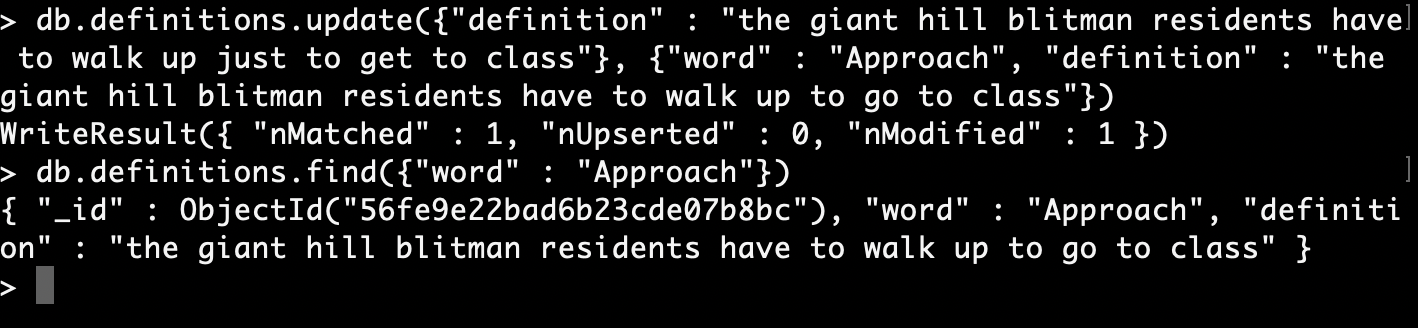 > db.definitions.update({"definition" : "the giant hill blitman residents have
 to walk up just to get to class"}, {"word" : "Approach", "definition" : "the
giant hill blitman residents have to walk up to go to class"})
WriteResult({ "nMatched" : 1, "nUpserted" : 0, "nModified" : 1 })
> db.definitions.find({"word" : "Approach"})
{ "_id" : ObjectId("56fe9e22bad6b23cde07b8bc"), "word" : "Approach", "definiti
on" : "the giant hill blitman residents have to walk up to go to class" }
>